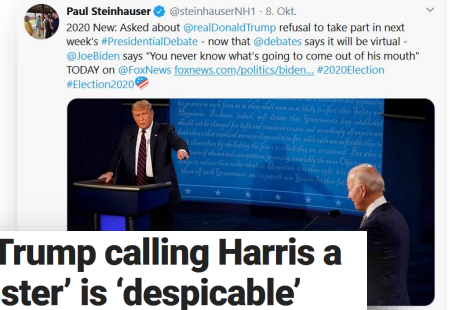 Paul Steinhauser @steinhauserNH1 · 8. Okt.
2020 New: Asked about @realDonaldTrump refusal to take part in next
week's #PresidentialDebate - now that @debates says it will be virtual -
@JoeBiden says "You never know what's going to come out of his mouth"
TODAY on @FoxNews foxnews.com/politics/biden... #2020Election
#Election2020
Trump calling Harris a
ster’ is ‘despicable’